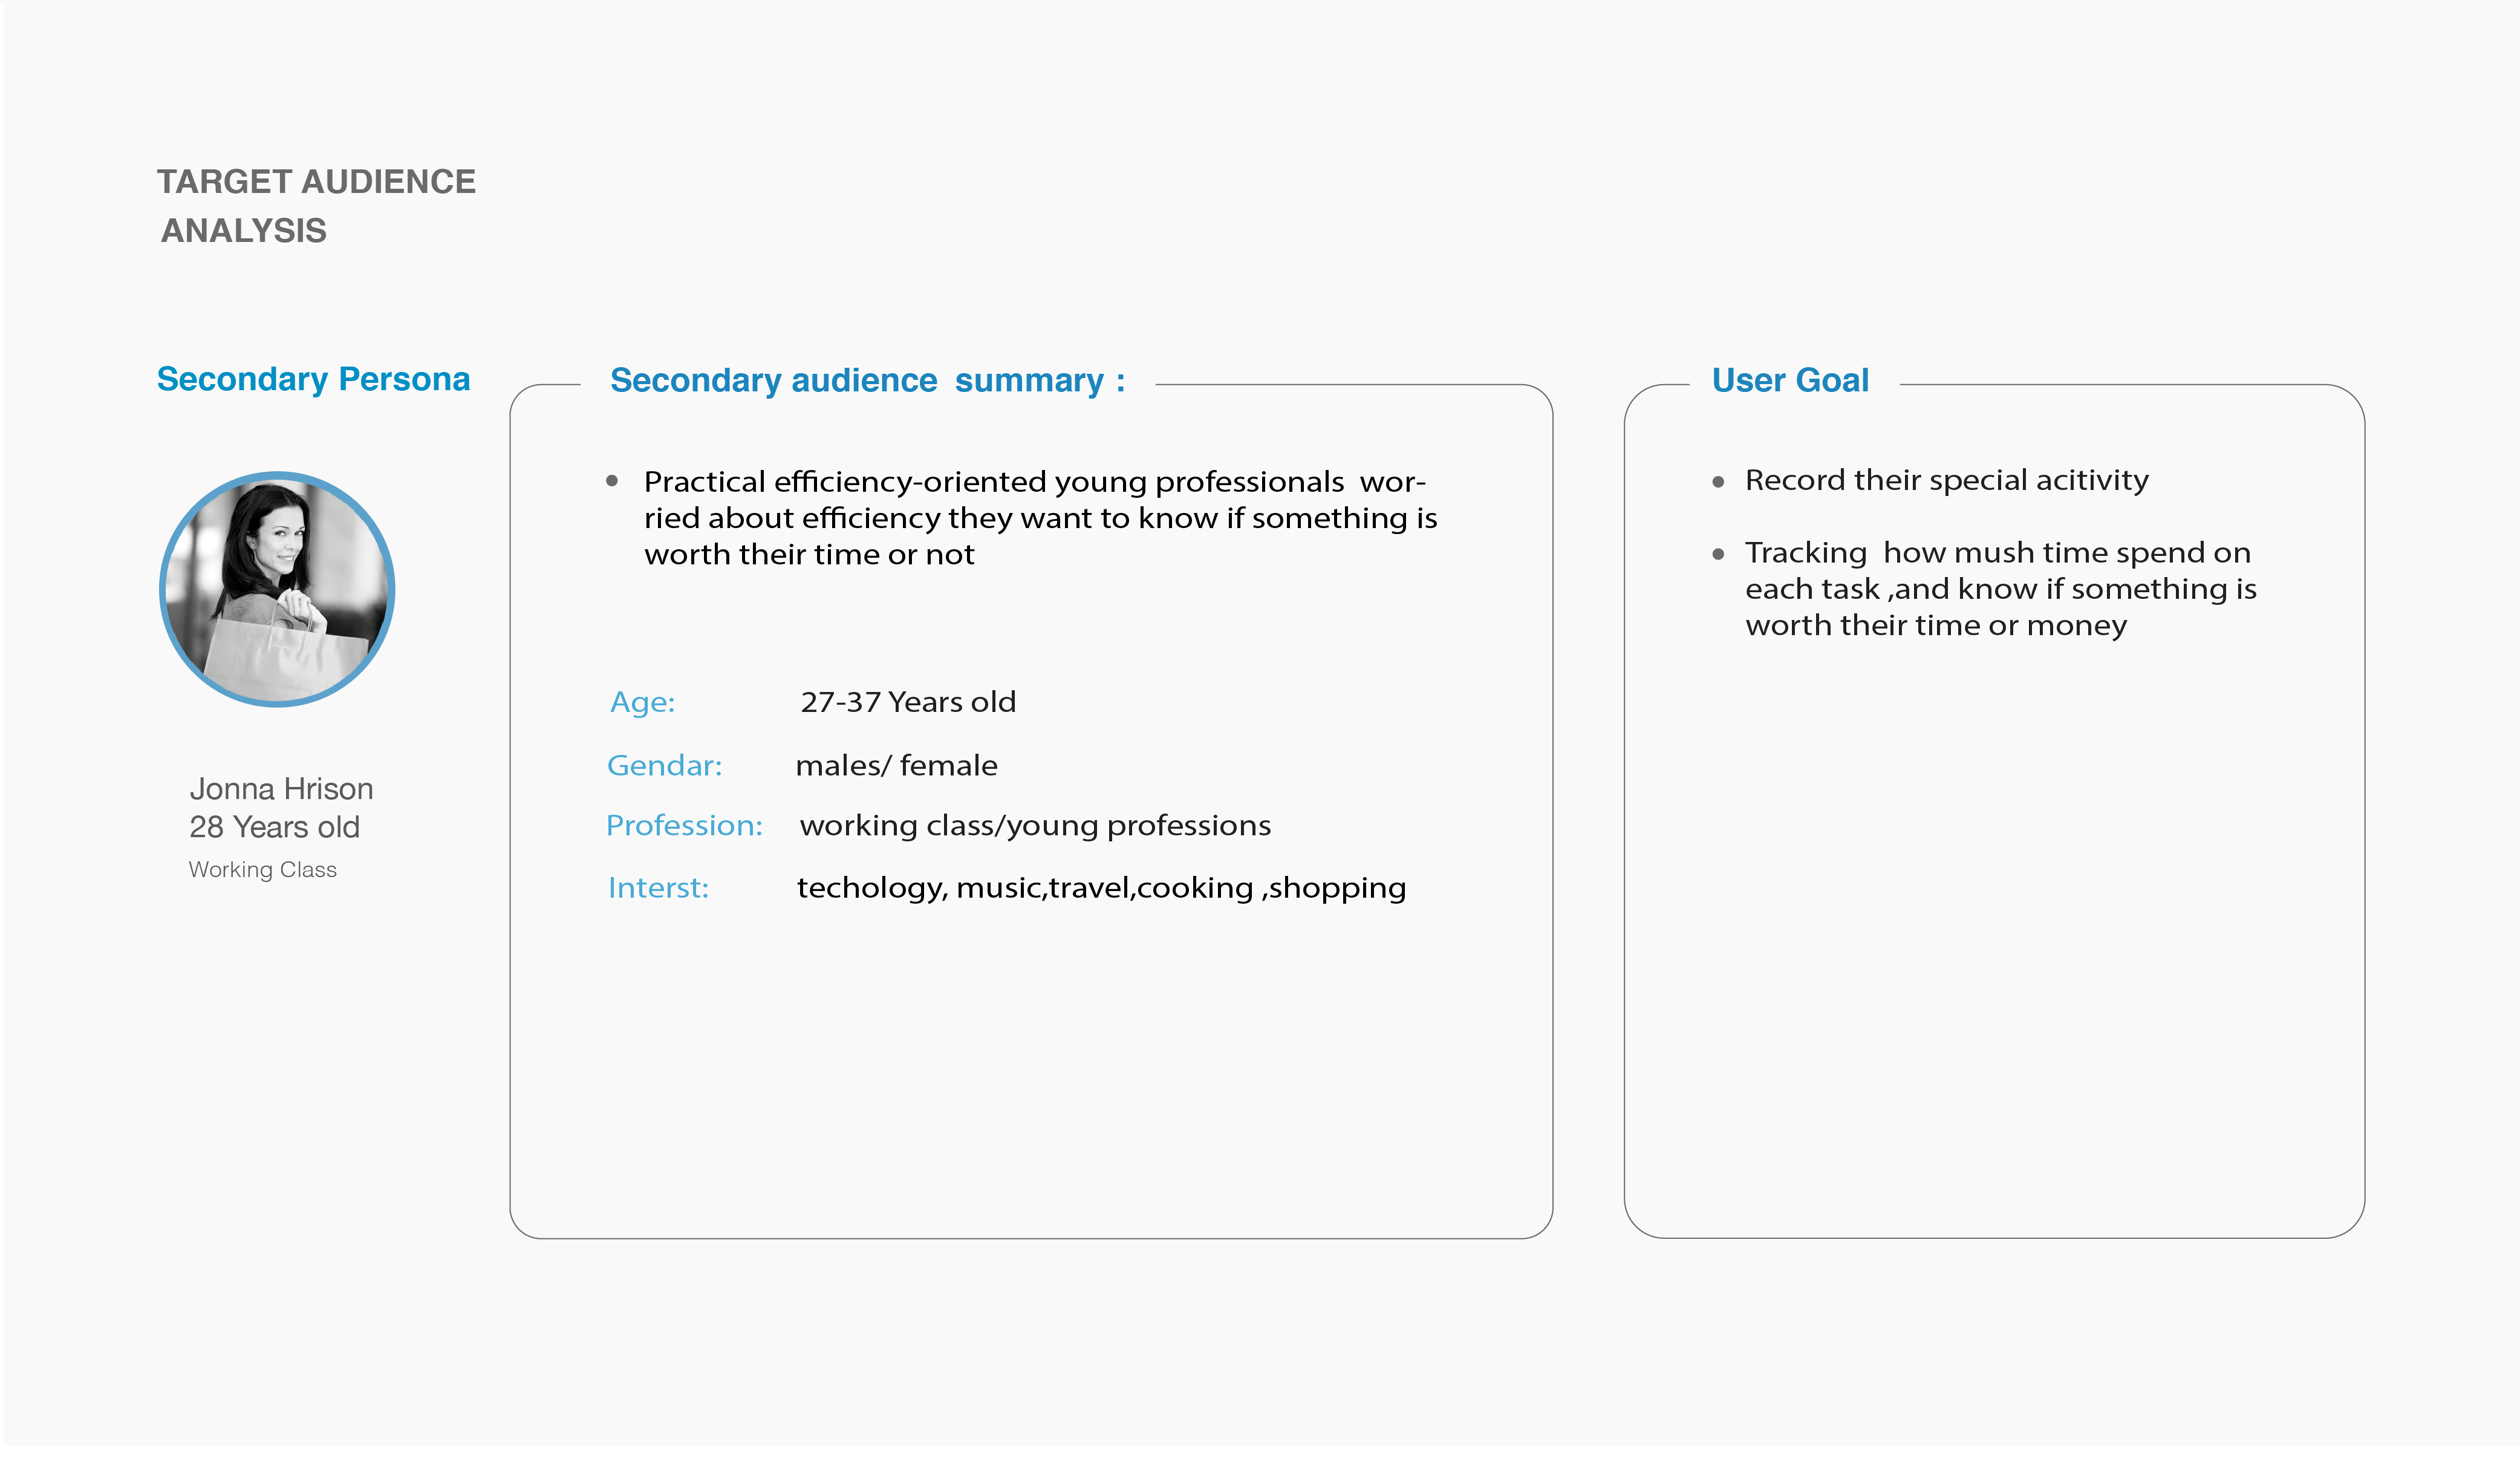 TARGET AUDIENCE
ANALYSIS
Secondary Persona
Jonna Hrison
28 Years old
Working Class
Secondary audience  summary :
Practical efficiency-oriented young professionals  wor-
ried about efficiency they want to know if something is
worth their time or not
Age: 27-37 Years old
Gendar: males/ female
Profession: working class/young professions
Interst: techology, music,travel,cooking ,shopping
User Goal
Record their special acitivity
Tracking  how mush time spend on
each task ,and know if something is
worth their time or money